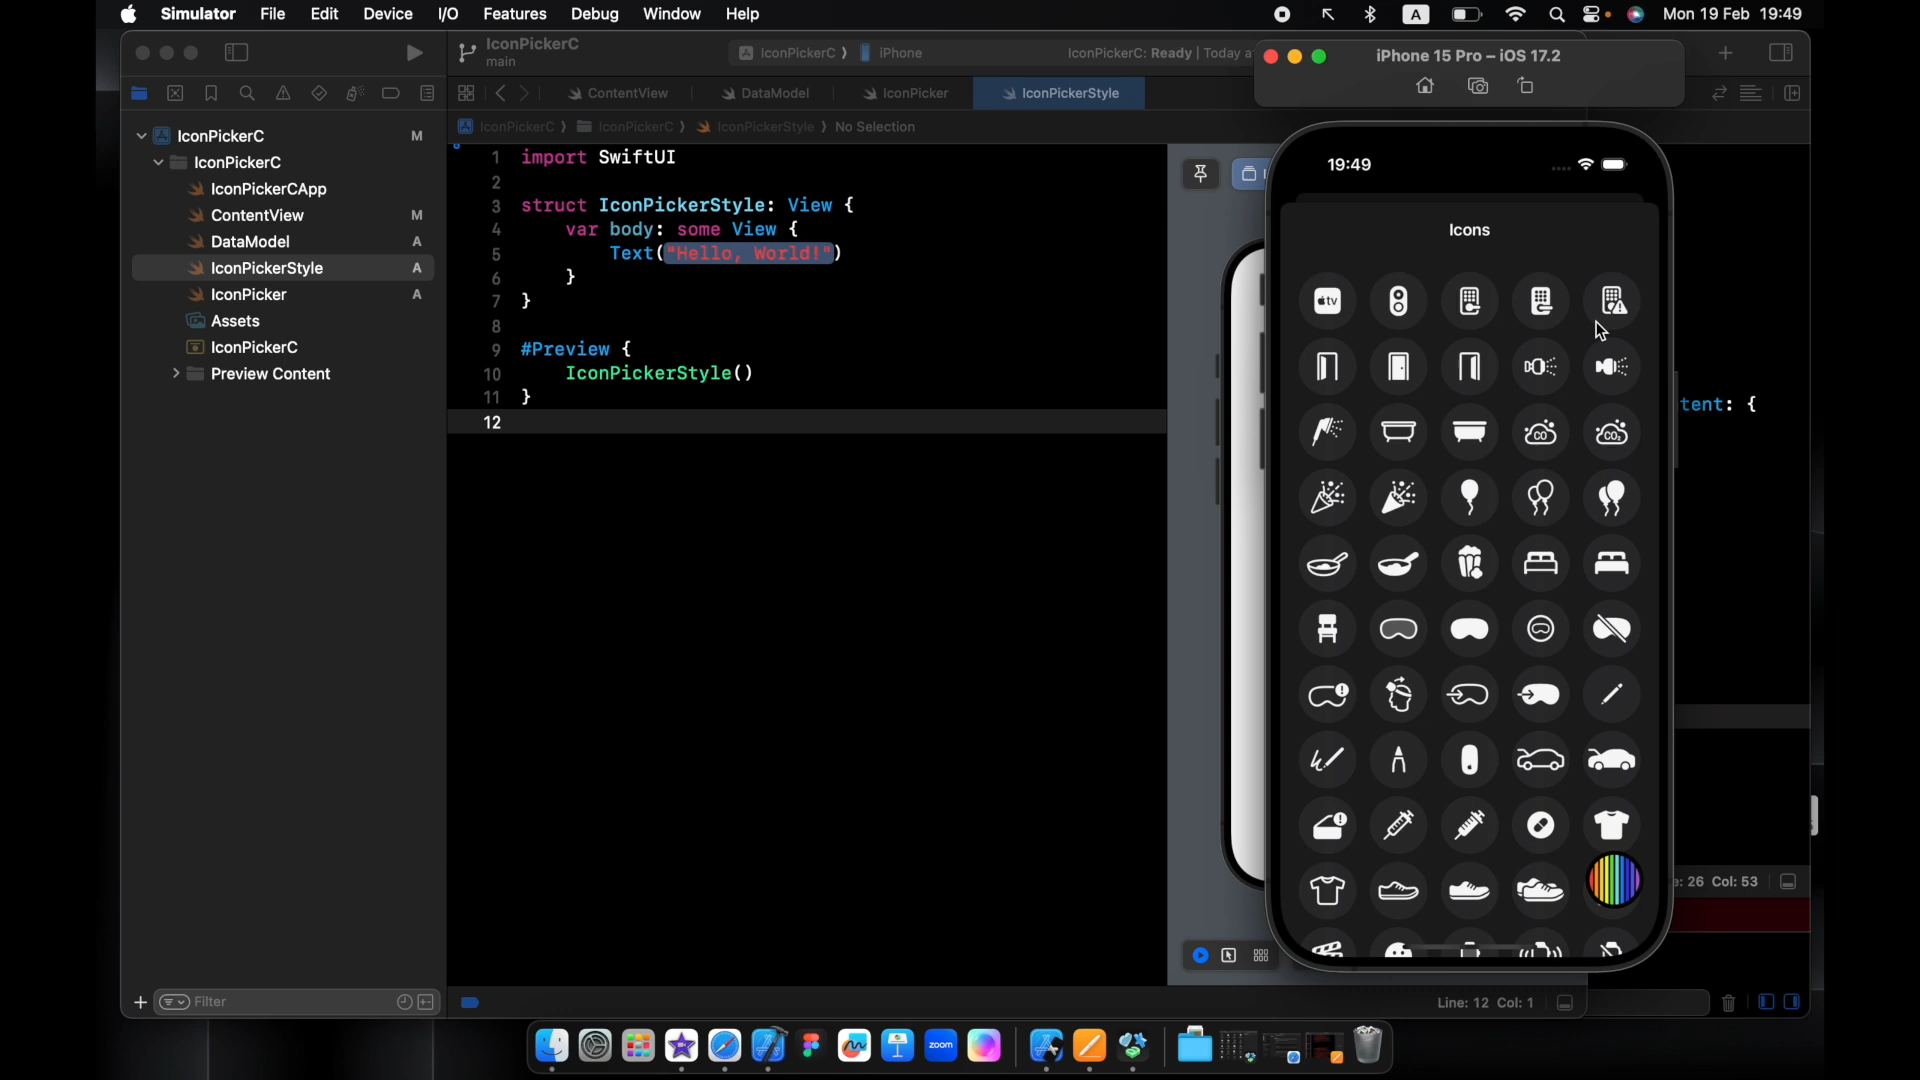 Simulator File Edit Device I/O Features Debug Window Help
A
Mon 19 Feb 19:49
IconPickerC
main
IconPickerC ⟩ iPhone
IconPickerC: Ready | Today a
iPhone 15 Pro – iOS 17.2
ContentView
DataModel
IconPicker
IconPickerStyle
IconPickerC ⟩ IconPickerC ⟩ IconPickerStyle ⟩ No Selection
IconPickerC M
IconPickerC
IconPickerCApp
ContentView M
DataModel A
IconPickerStyle A
IconPicker A
Assets
IconPickerC
Preview Content
Filter
1 import SwiftUI
2
3 struct IconPickerStyle: View {
4 var body: some View {
5 Text("Hello, World!")
6 }
7 }
8
9 #Preview {
10 IconPickerStyle()
11 }
12
19:49
Icons
tv
CO
CO₂
tent: {
: 26 Col: 53
Line: 12 Col: 1
zoom